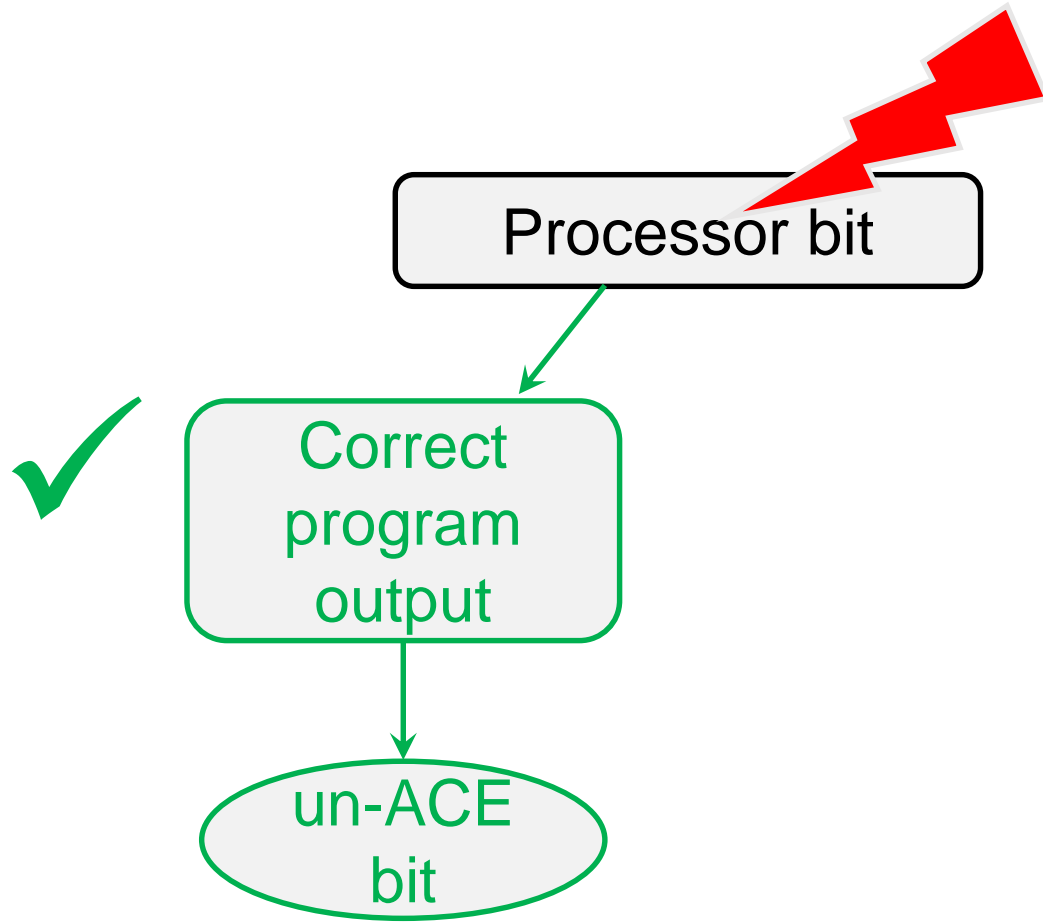 Processor bit
Correct
program
output
un-ACE
bit